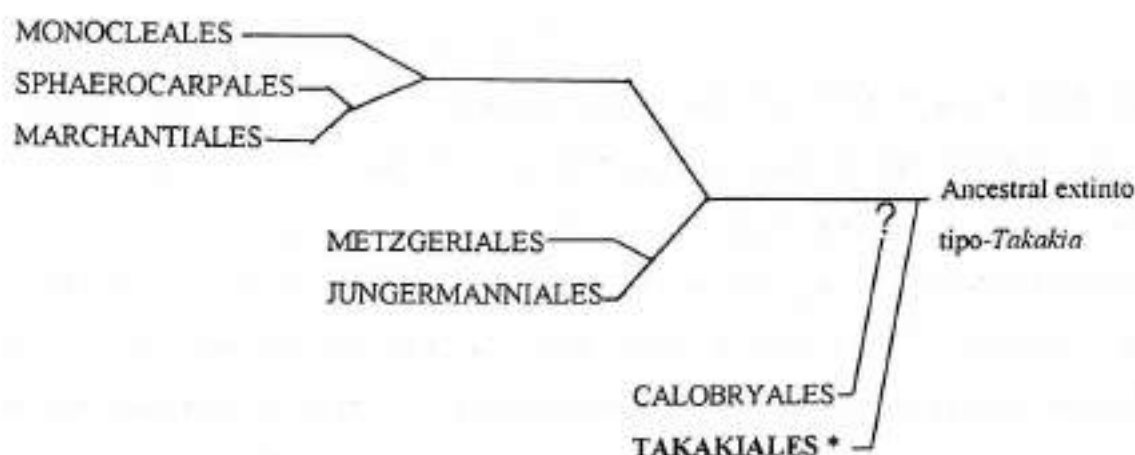 MONOCLEALES
SPHAEROCARPALES
MARCHANTIALES
Ancestral extinto
tipo-Takakia
METZGERIALES
JUNGERMANNIALES
?
CALOBRYALES
TAKAKIALES *